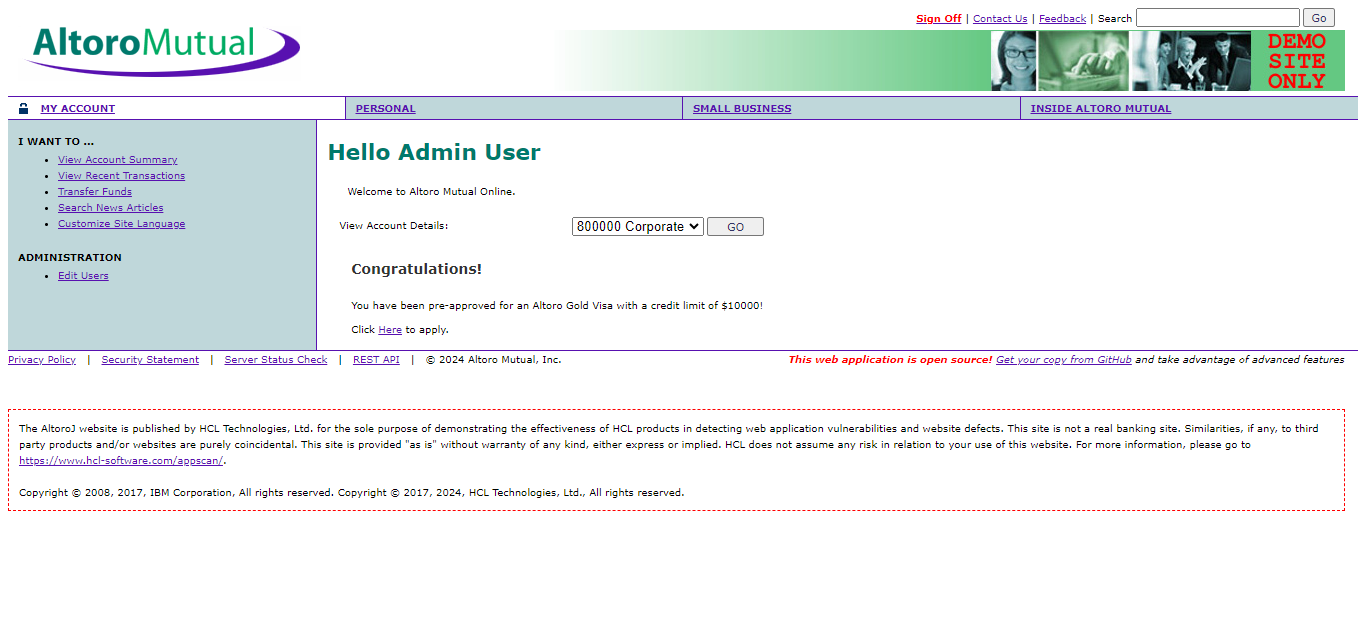 Sign Off | Contact Us | Feedback | Search Go
AltoroMutual
DEMO
SITE
ONLY
MY ACCOUNT PERSONAL SMALL BUSINESS INSIDE ALTORO MUTUAL
I WANT TO ...
• View Account Summary
• View Recent Transactions
• Transfer Funds
• Search News Articles
• Customize Site Language
ADMINISTRATION
• Edit Users
Hello Admin User
Welcome to Altoro Mutual Online.
View Account Details: 800000 Corporate GO
Congratulations!
You have been pre-approved for an Altoro Gold Visa with a credit limit of $10000!
Click Here to apply.
Privacy Policy | Security Statement | Server Status Check | REST API | © 2024 Altoro Mutual, Inc. This web application is open source! Get your copy from GitHub and take advantage of advanced features
The AltoroJ website is published by HCL Technologies, Ltd. for the sole purpose of demonstrating the effectiveness of HCL products in detecting web application vulnerabilities and website defects. This site is not a real banking site. Similarities, if any, to third
party products and/or websites are purely coincidental. This site is provided "as is" without warranty of any kind, either express or implied. HCL does not assume any risk in relation to your use of this website. For more information, please go to
https://www.hcl-software.com/appscan/.
Copyright © 2008, 2017, IBM Corporation, All rights reserved. Copyright © 2017, 2024, HCL Technologies, Ltd., All rights reserved.